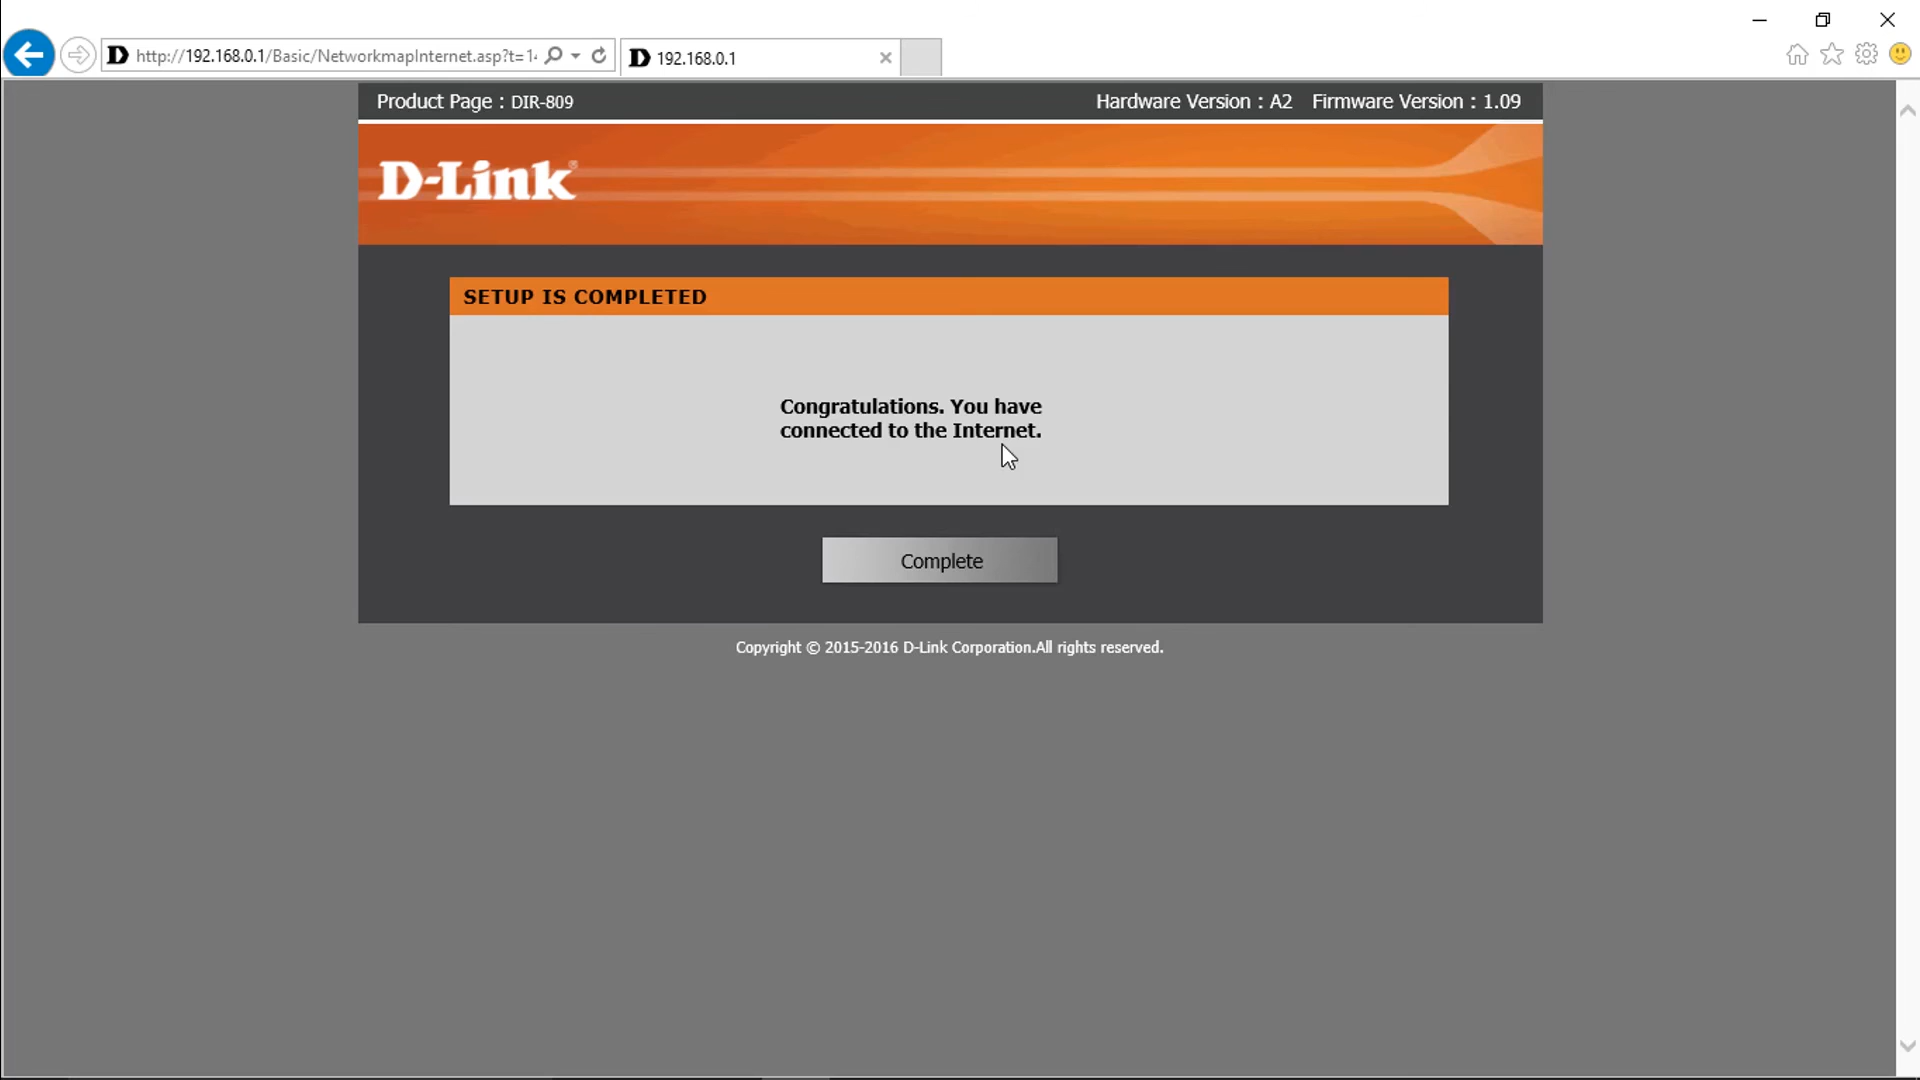 http://192.168.0.1/Basic/NetworkmapInternet.asp?t=14
192.168.0.1
Product Page : DIR-809
Hardware Version : A2 Firmware Version : 1.09
D-Link®
SETUP IS COMPLETED
Congratulations. You have
connected to the Internet.
Complete
Copyright © 2015-2016 D-Link Corporation.All rights reserved.